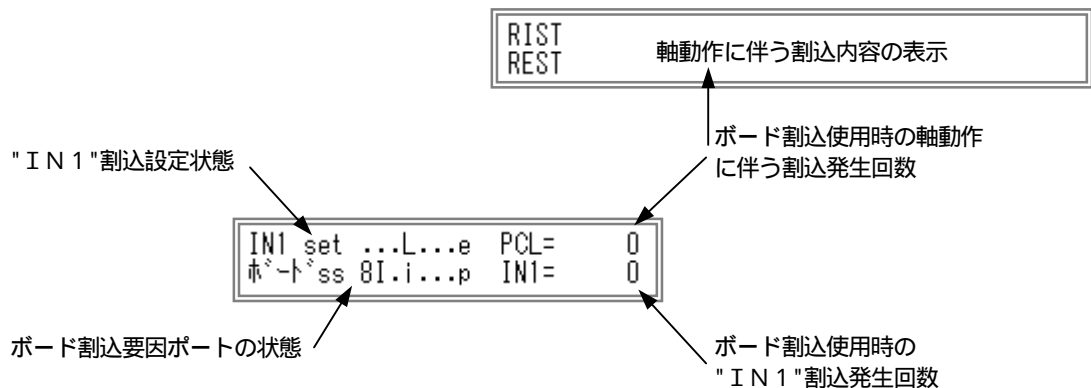 RIST
REST
軸動作に伴う割込内容の表示
ボード割込使用時の軸動作
に伴う割込発生回数
"ＩＮ１"割込設定状態
IN1 set ...L...e PCL= 0
ﾎﾞｰﾄﾞss 8I.i...p IN1= 0
ボード割込要因ポートの状態
ボード割込使用時の
"ＩＮ１"割込発生回数